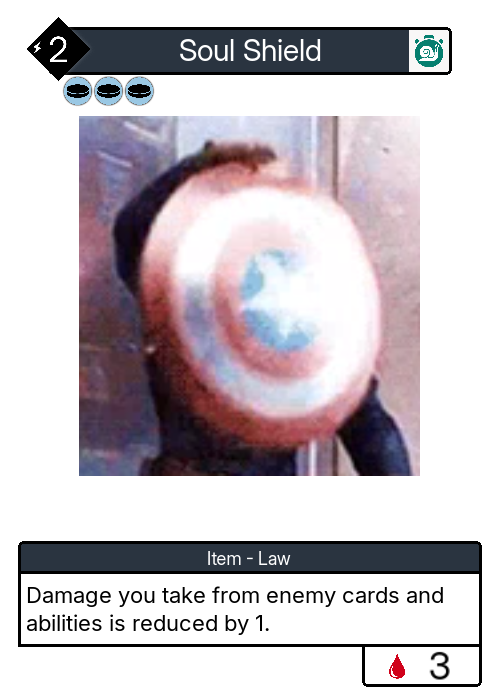 2
Soul Shield
Item - Law
Damage you take from enemy cards and
abilities is reduced by 1.
3